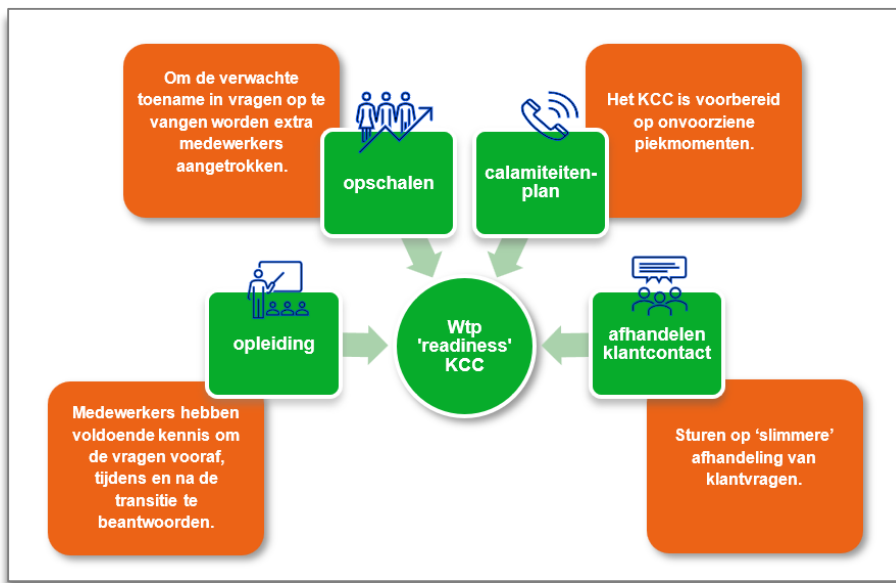 Om de verwachte
toename in vragen op te
vangen worden extra
medewerkers
aangetrokken.
opschalen
calamiteiten-
plan
Het KCC is voorbereid
op onvoorziene
piekmomenten.
opleiding
Wtp
'readiness'
KCC
afhandelen
klantcontact
Medewerkers hebben
voldoende kennis om
de vragen vooraf,
tijdens en na de
transitie te
beantwoorden.
Sturen op ‘slimmere’
afhandeling van
klantvragen.